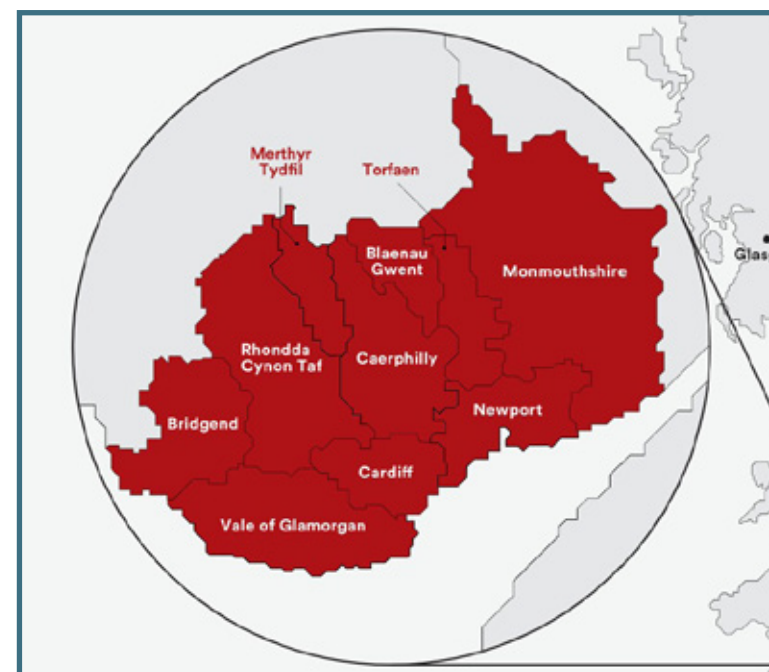 Merthyr
Tydfil
Torfaen
Blaenau
Gwent
Monmouthshire
Rhondda
Cynon Taf
Caerphilly
Bridgend
Newport
Cardiff
Vale of Glamorgan